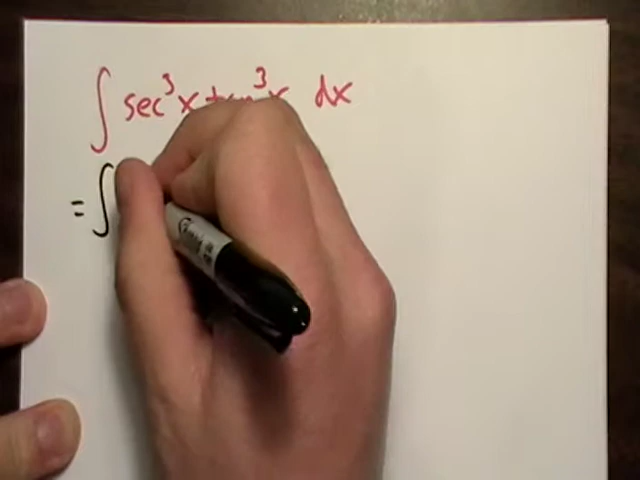 ∫ sec³x tan³x dx
= ∫